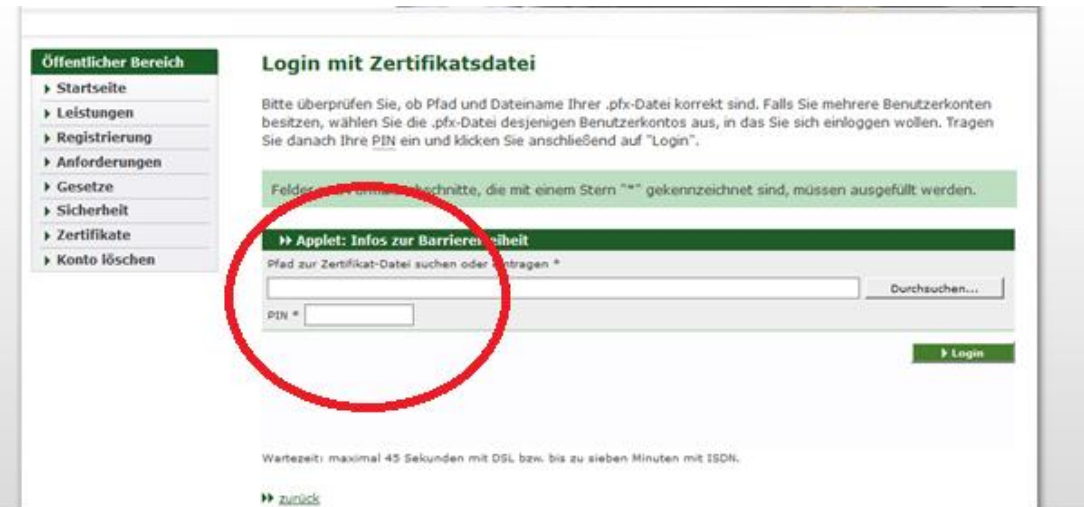 Öffentlicher Bereich
Startseite
Leistungen
Registrierung
Anforderungen
Gesetze
Sicherheit
Zertifikate
Konto löschen
Login mit Zertifikatsdatei
Bitte überprüfen Sie, ob Pfad und Dateiname Ihrer .pfx-Datei korrekt sind. Falls Sie mehrere Benutzerkonten
besitzen, wählen Sie die .pfx-Datei desjenigen Benutzerkontos aus, in das Sie sich einloggen wollen. Tragen
Sie danach Ihre PIN ein und klicken Sie anschließend auf "Login".
Felder die mit einem Stern "*" gekennzeichnet sind, müssen ausgefüllt werden.
Applet: Infos zur Barrierefreiheit
Pfad zur Zertifikat-Datei suchen oder eintragen *
Durchsuchen...
PIN *
Login
Wartezeit: maximal 45 Sekunden mit DSL bzw. bis zu sieben Minuten mit ISDN.
zurück